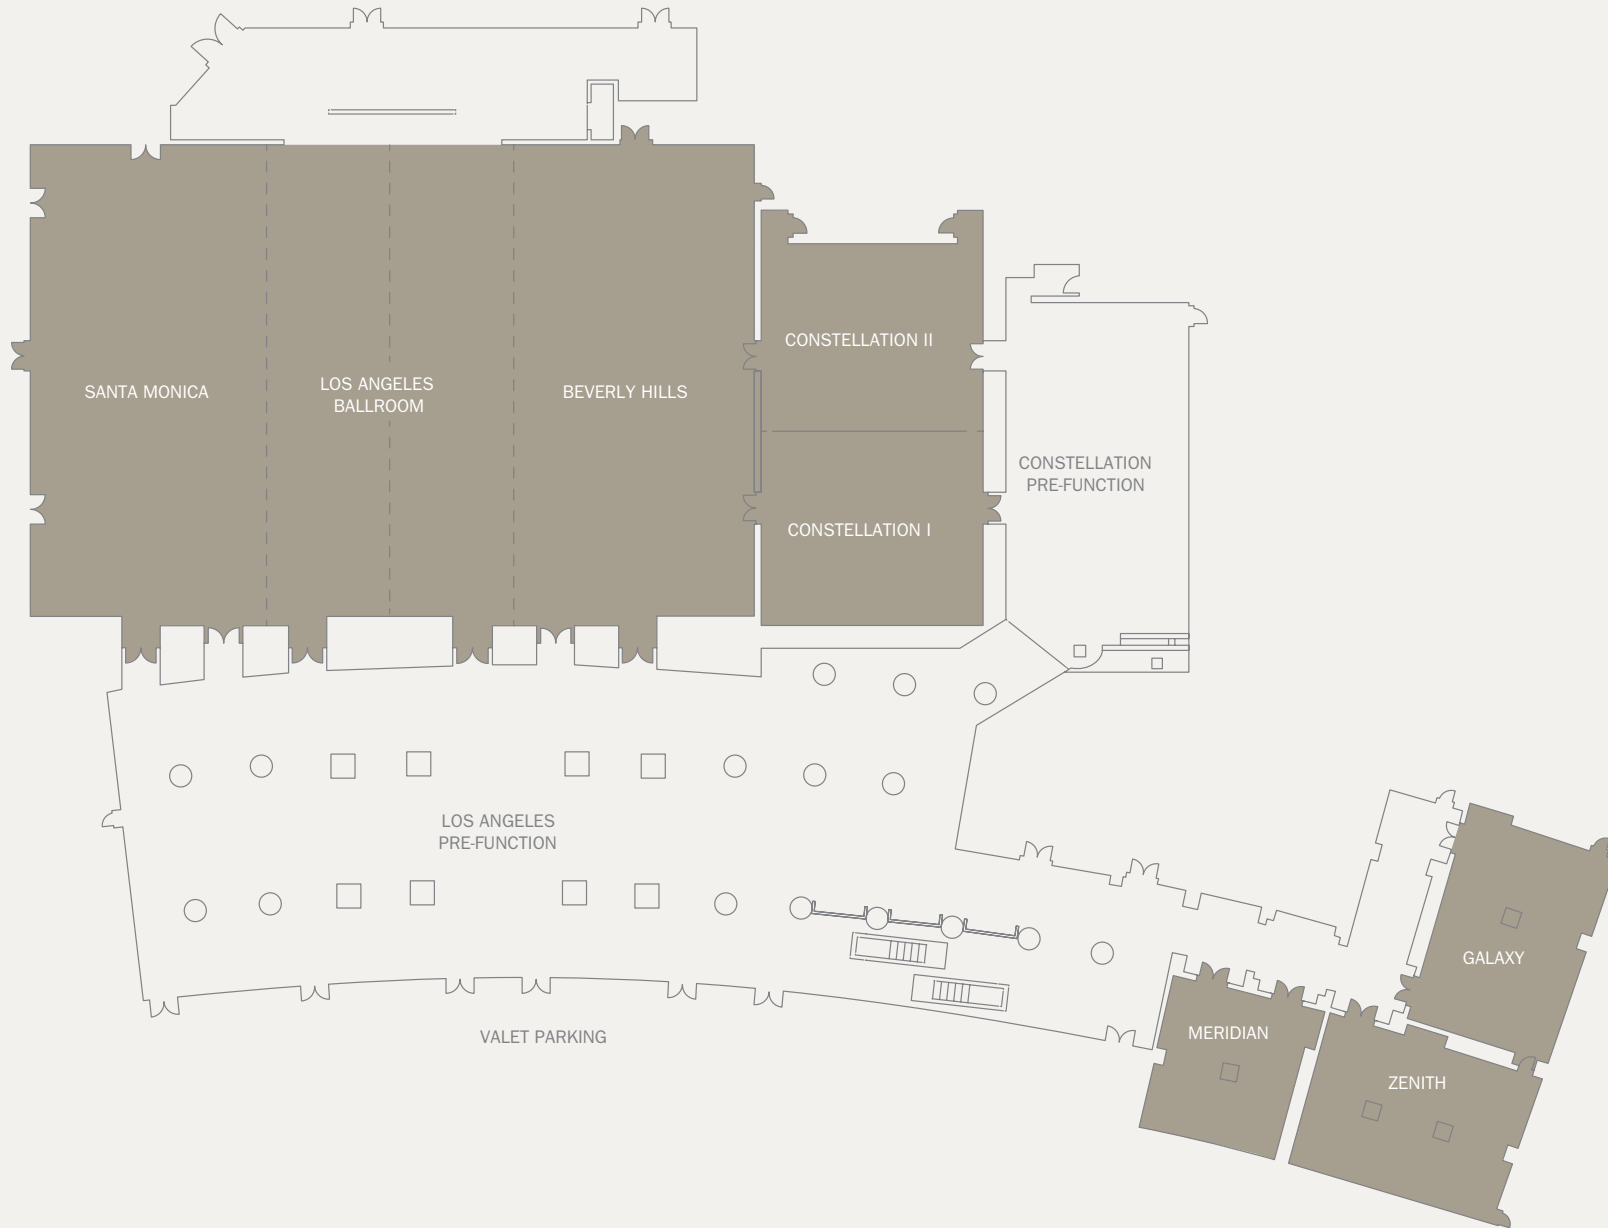 SANTA MONICA
LOS ANGELES
BALLROOM
BEVERLY HILLS
CONSTELLATION II
CONSTELLATION I
CONSTELLATION
PRE-FUNCTION
LOS ANGELES
PRE-FUNCTION
VALET PARKING
MERIDIAN
ZENITH
GALAXY